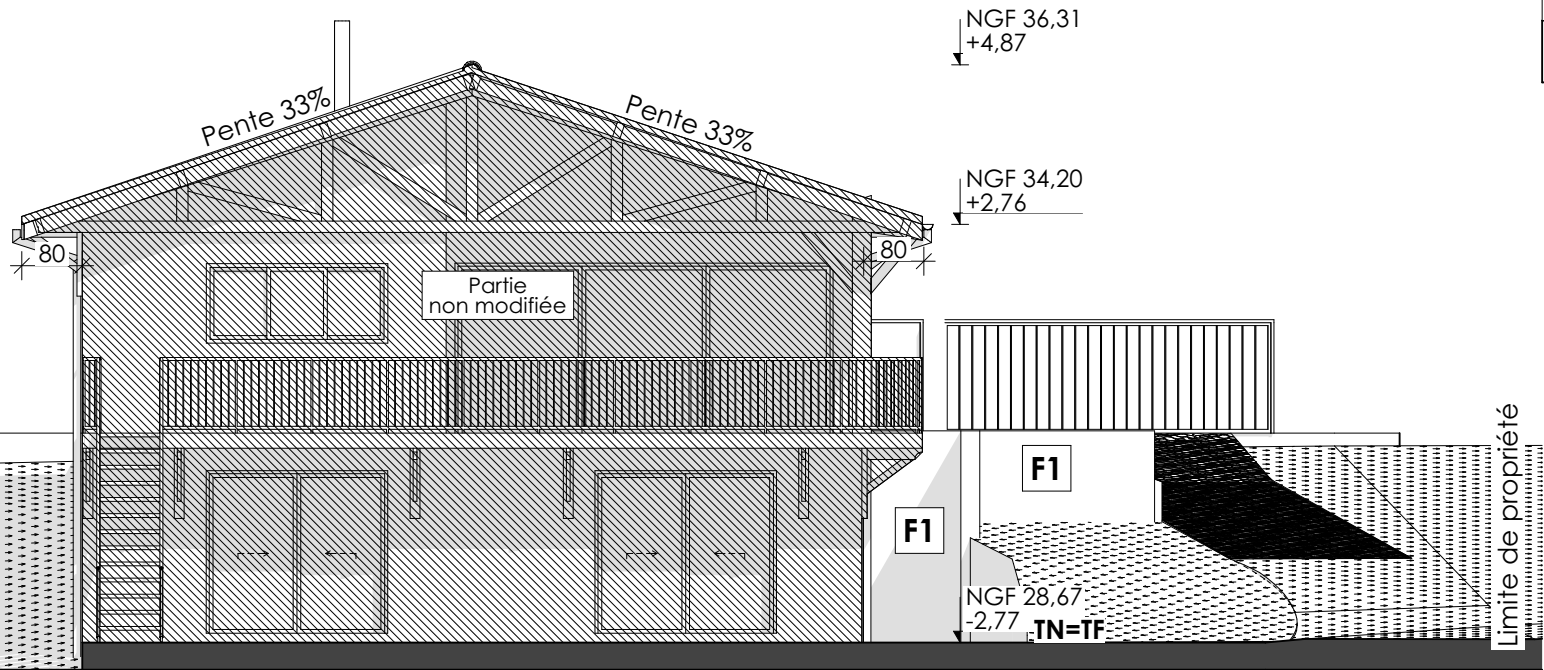 NGF 36,31
+4,87
Pente 33%
Pente 33%
NGF 34,20
+2,76
80
80
Partie
non modifiée
F1
F1
NGF 28,67
-2,77
TN=TF
Limite de propriété